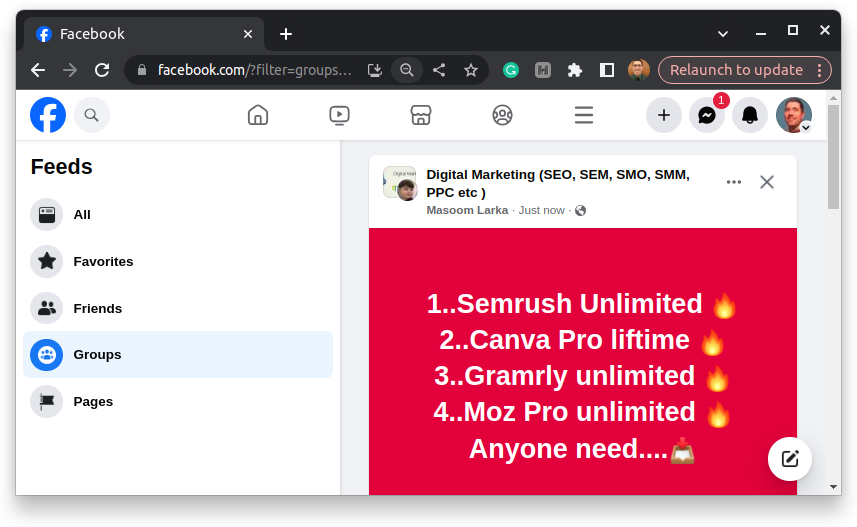 Facebook
facebook.com/?filter=groups...
Relaunch to update
1
Feeds
All
Favorites
Friends
Groups
Pages
Digital Marketing (SEO, SEM, SMO, SMM,
PPC etc )
Masoom Larka · Just now ·
1..Semrush Unlimited 🔥
2..Canva Pro liftime 🔥
3..Gramrly unlimited 🔥
4..Moz Pro unlimited 🔥
Anyone need....📥